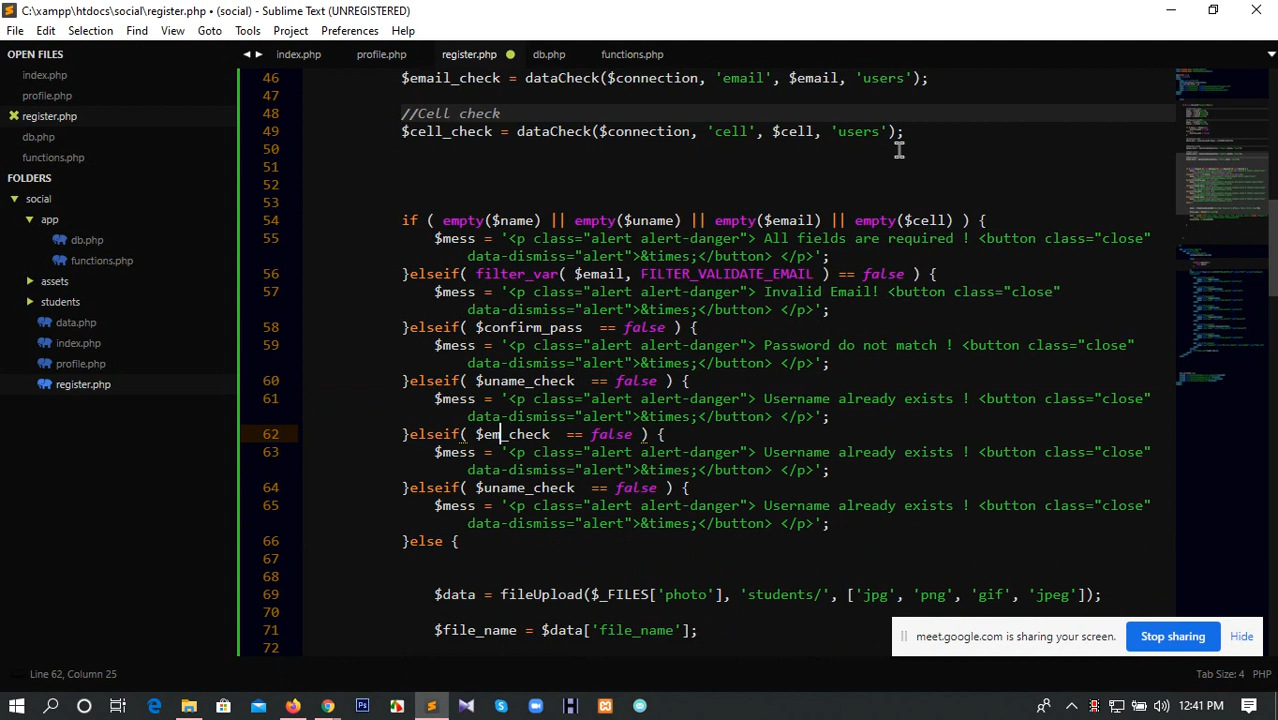 C:\xampp\htdocs\social\register.php • (social) - Sublime Text (UNREGISTERED)
File Edit Selection Find View Goto Tools Project Preferences Help
OPEN FILES
index.php
profile.php
register.php
db.php
functions.php
FOLDERS
social
app
db.php
functions.php
assets
students
data.php
index.php
profile.php
register.php
index.php profile.php register.php db.php functions.php
46 $email_check = dataCheck($connection, 'email', $email, 'users');
47
48 //Cell check
49 $cell_check = dataCheck($connection, 'cell', $cell, 'users');
50
51
52
53
54 if ( empty($name) || empty($uname) || empty($email) || empty($cell) ) {
55 $mess = '<p class="alert alert-danger"> All fields are required ! <button class="close"
data-dismiss="alert">&times;</button> </p>';
56 }elseif( filter_var( $email, FILTER_VALIDATE_EMAIL ) == false ) {
57 $mess = '<p class="alert alert-danger"> Invalid Email! <button class="close"
data-dismiss="alert">&times;</button> </p>';
58 }elseif( $confirm_pass == false ) {
59 $mess = '<p class="alert alert-danger"> Password do not match ! <button class="close"
data-dismiss="alert">&times;</button> </p>';
60 }elseif( $uname_check == false ) {
61 $mess = '<p class="alert alert-danger"> Username already exists ! <button class="close"
data-dismiss="alert">&times;</button> </p>';
62 }elseif( $em_check == false ) {
63 $mess = '<p class="alert alert-danger"> Username already exists ! <button class="close"
data-dismiss="alert">&times;</button> </p>';
64 }elseif( $uname_check == false ) {
65 $mess = '<p class="alert alert-danger"> Username already exists ! <button class="close"
data-dismiss="alert">&times;</button> </p>';
66 }else {
67
68
69 $data = fileUpload($_FILES['photo'], 'students/', ['jpg', 'png', 'gif', 'jpeg']);
70
71 $file_name = $data['file_name'];
72
meet.google.com is sharing your screen. Stop sharing Hide
Line 62, Column 25 Tab Size: 4 PHP
12:41 PM